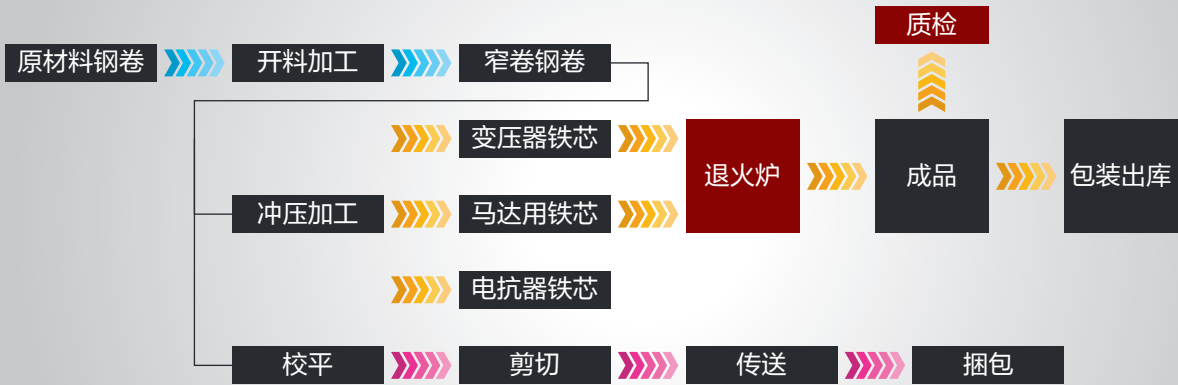 质检
原材料钢卷
开料加工
窄卷钢卷
变压器铁芯
退火炉
成品
包装出库
冲压加工
马达用铁芯
电抗器铁芯
校平
剪切
传送
捆包